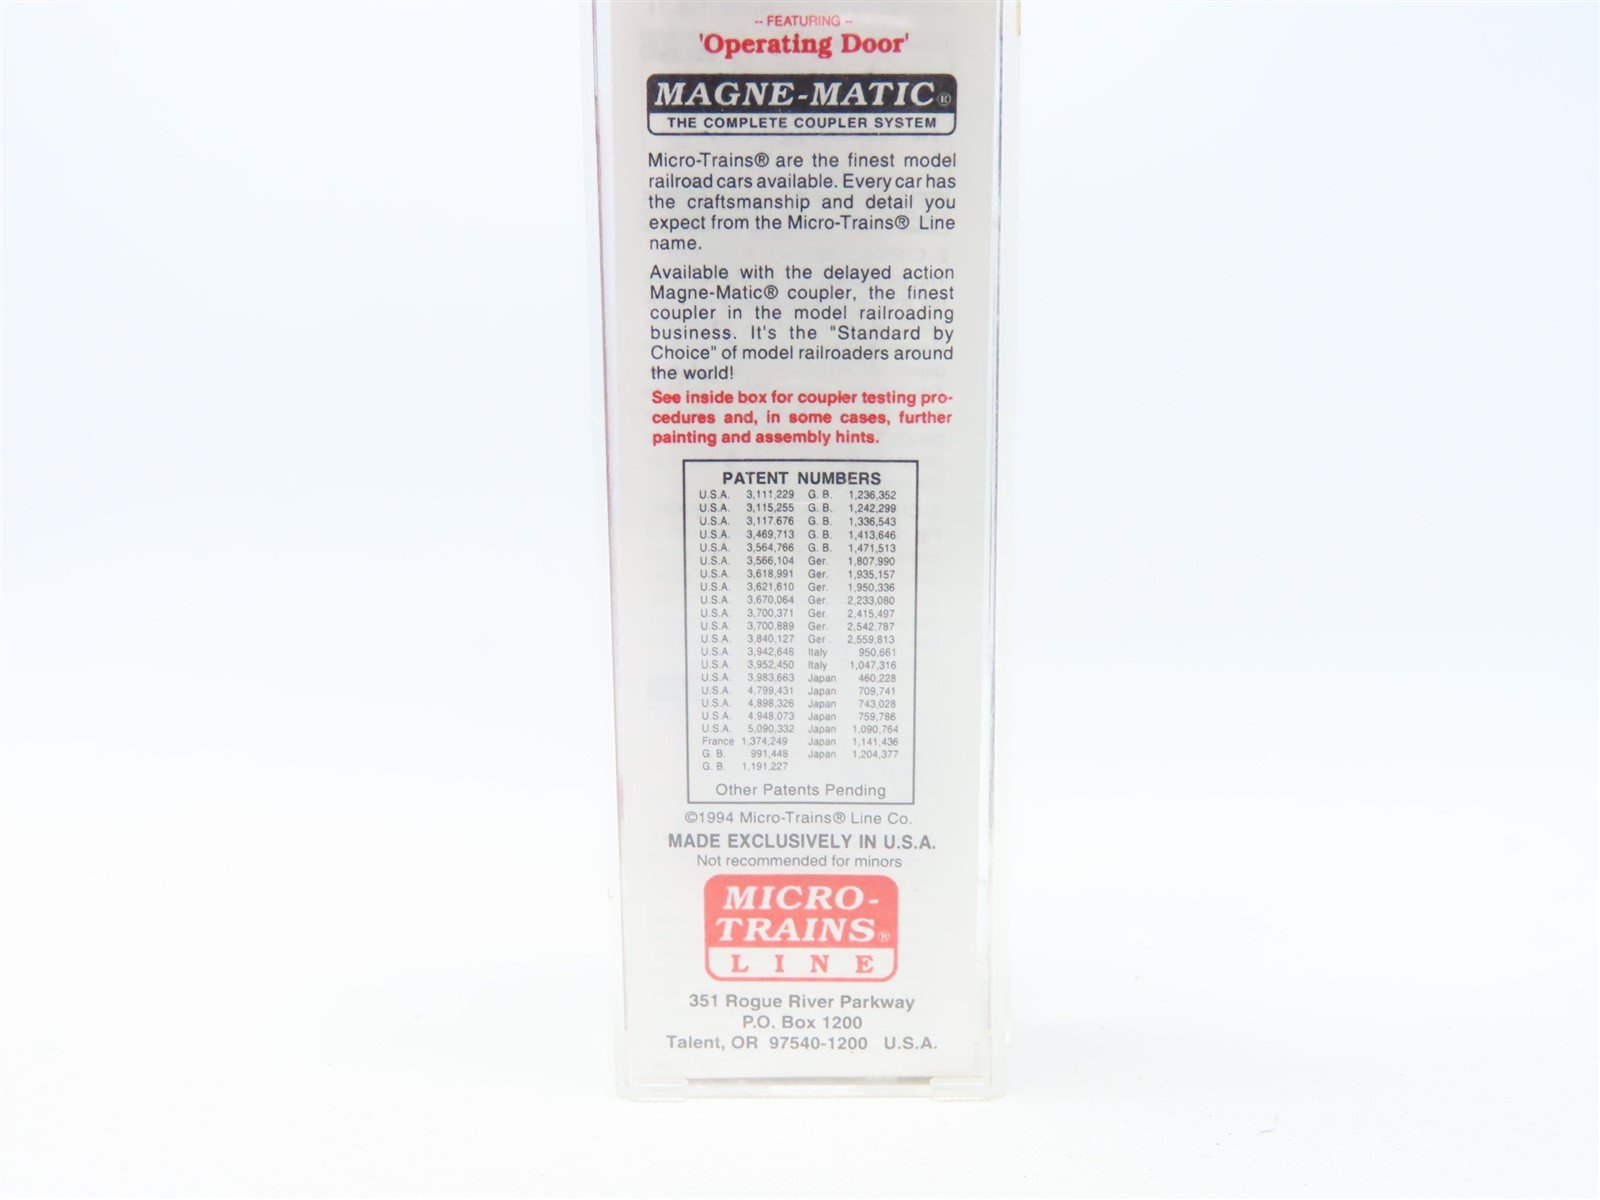 -- FEATURING --
'Operating Door'
MAGNE-MATIC®
THE COMPLETE COUPLER SYSTEM
Micro-Trains® are the finest model
railroad cars available. Every car has
the craftsmanship and detail you
expect from the Micro-Trains® Line
name.
Available with the delayed action
Magne-Matic® coupler, the finest
coupler in the model railroading
business. It's the "Standard by
Choice" of model railroaders around
the world!
See inside box for coupler testing pro-
cedures and, in some cases, further
painting and assembly hints.
PATENT NUMBERS
U.S.A. 3,111,229 G. B. 1,236,352
U.S.A. 3,115,255 G. B. 1,242,299
U.S.A. 3,117,676 G. B. 1,336,543
U.S.A. 3,469,713 G. B. 1,413,646
U.S.A. 3,564,766 G. B. 1,471,513
U.S.A. 3,566,104 Ger. 1,807,990
U.S.A. 3,618,991 Ger. 1,935,157
U.S.A. 3,621,610 Ger. 1,950,336
U.S.A. 3,670,064 Ger. 2,233,080
U.S.A. 3,700,371 Ger. 2,415,497
U.S.A. 3,700,889 Ger. 2,542,787
U.S.A. 3,840,127 Ger. 2,559,813
U.S.A. 3,942,648 Italy 950,661
U.S.A. 3,952,450 Italy 1,047,316
U.S.A. 3,983,663 Japan 460,228
U.S.A. 4,799,431 Japan 709,741
U.S.A. 4,898,326 Japan 743,028
U.S.A. 4,948,073 Japan 759,786
U.S.A. 5,090,332 Japan 1,090,764
France 1,374,249 Japan 1,141,436
G. B. 991,448 Japan 1,204,377
G. B. 1,191,227
Other Patents Pending
©1994 Micro-Trains® Line Co.
MADE EXCLUSIVELY IN U.S.A.
Not recommended for minors
MICRO-
TRAINS®
LINE
351 Rogue River Parkway
P.O. Box 1200
Talent, OR 97540-1200 U.S.A.